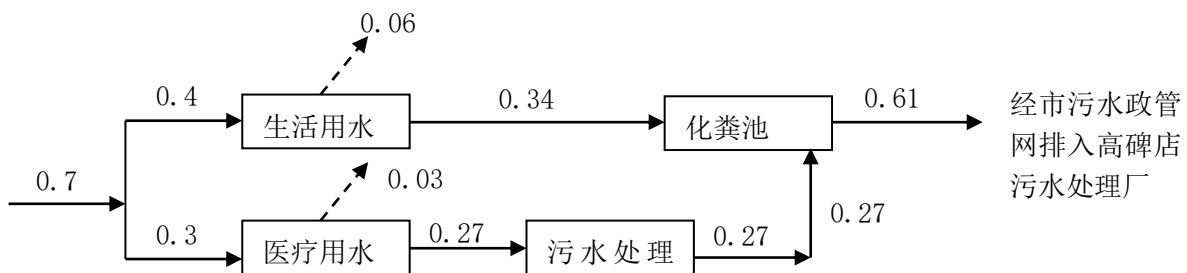 0.06
0.4
0.34
0.61
生活用水
化粪池
经市污水政管
网排入高碑店
污水处理厂
0.7
0.03
0.3
医疗用水
0.27
污水处理
0.27
0.27